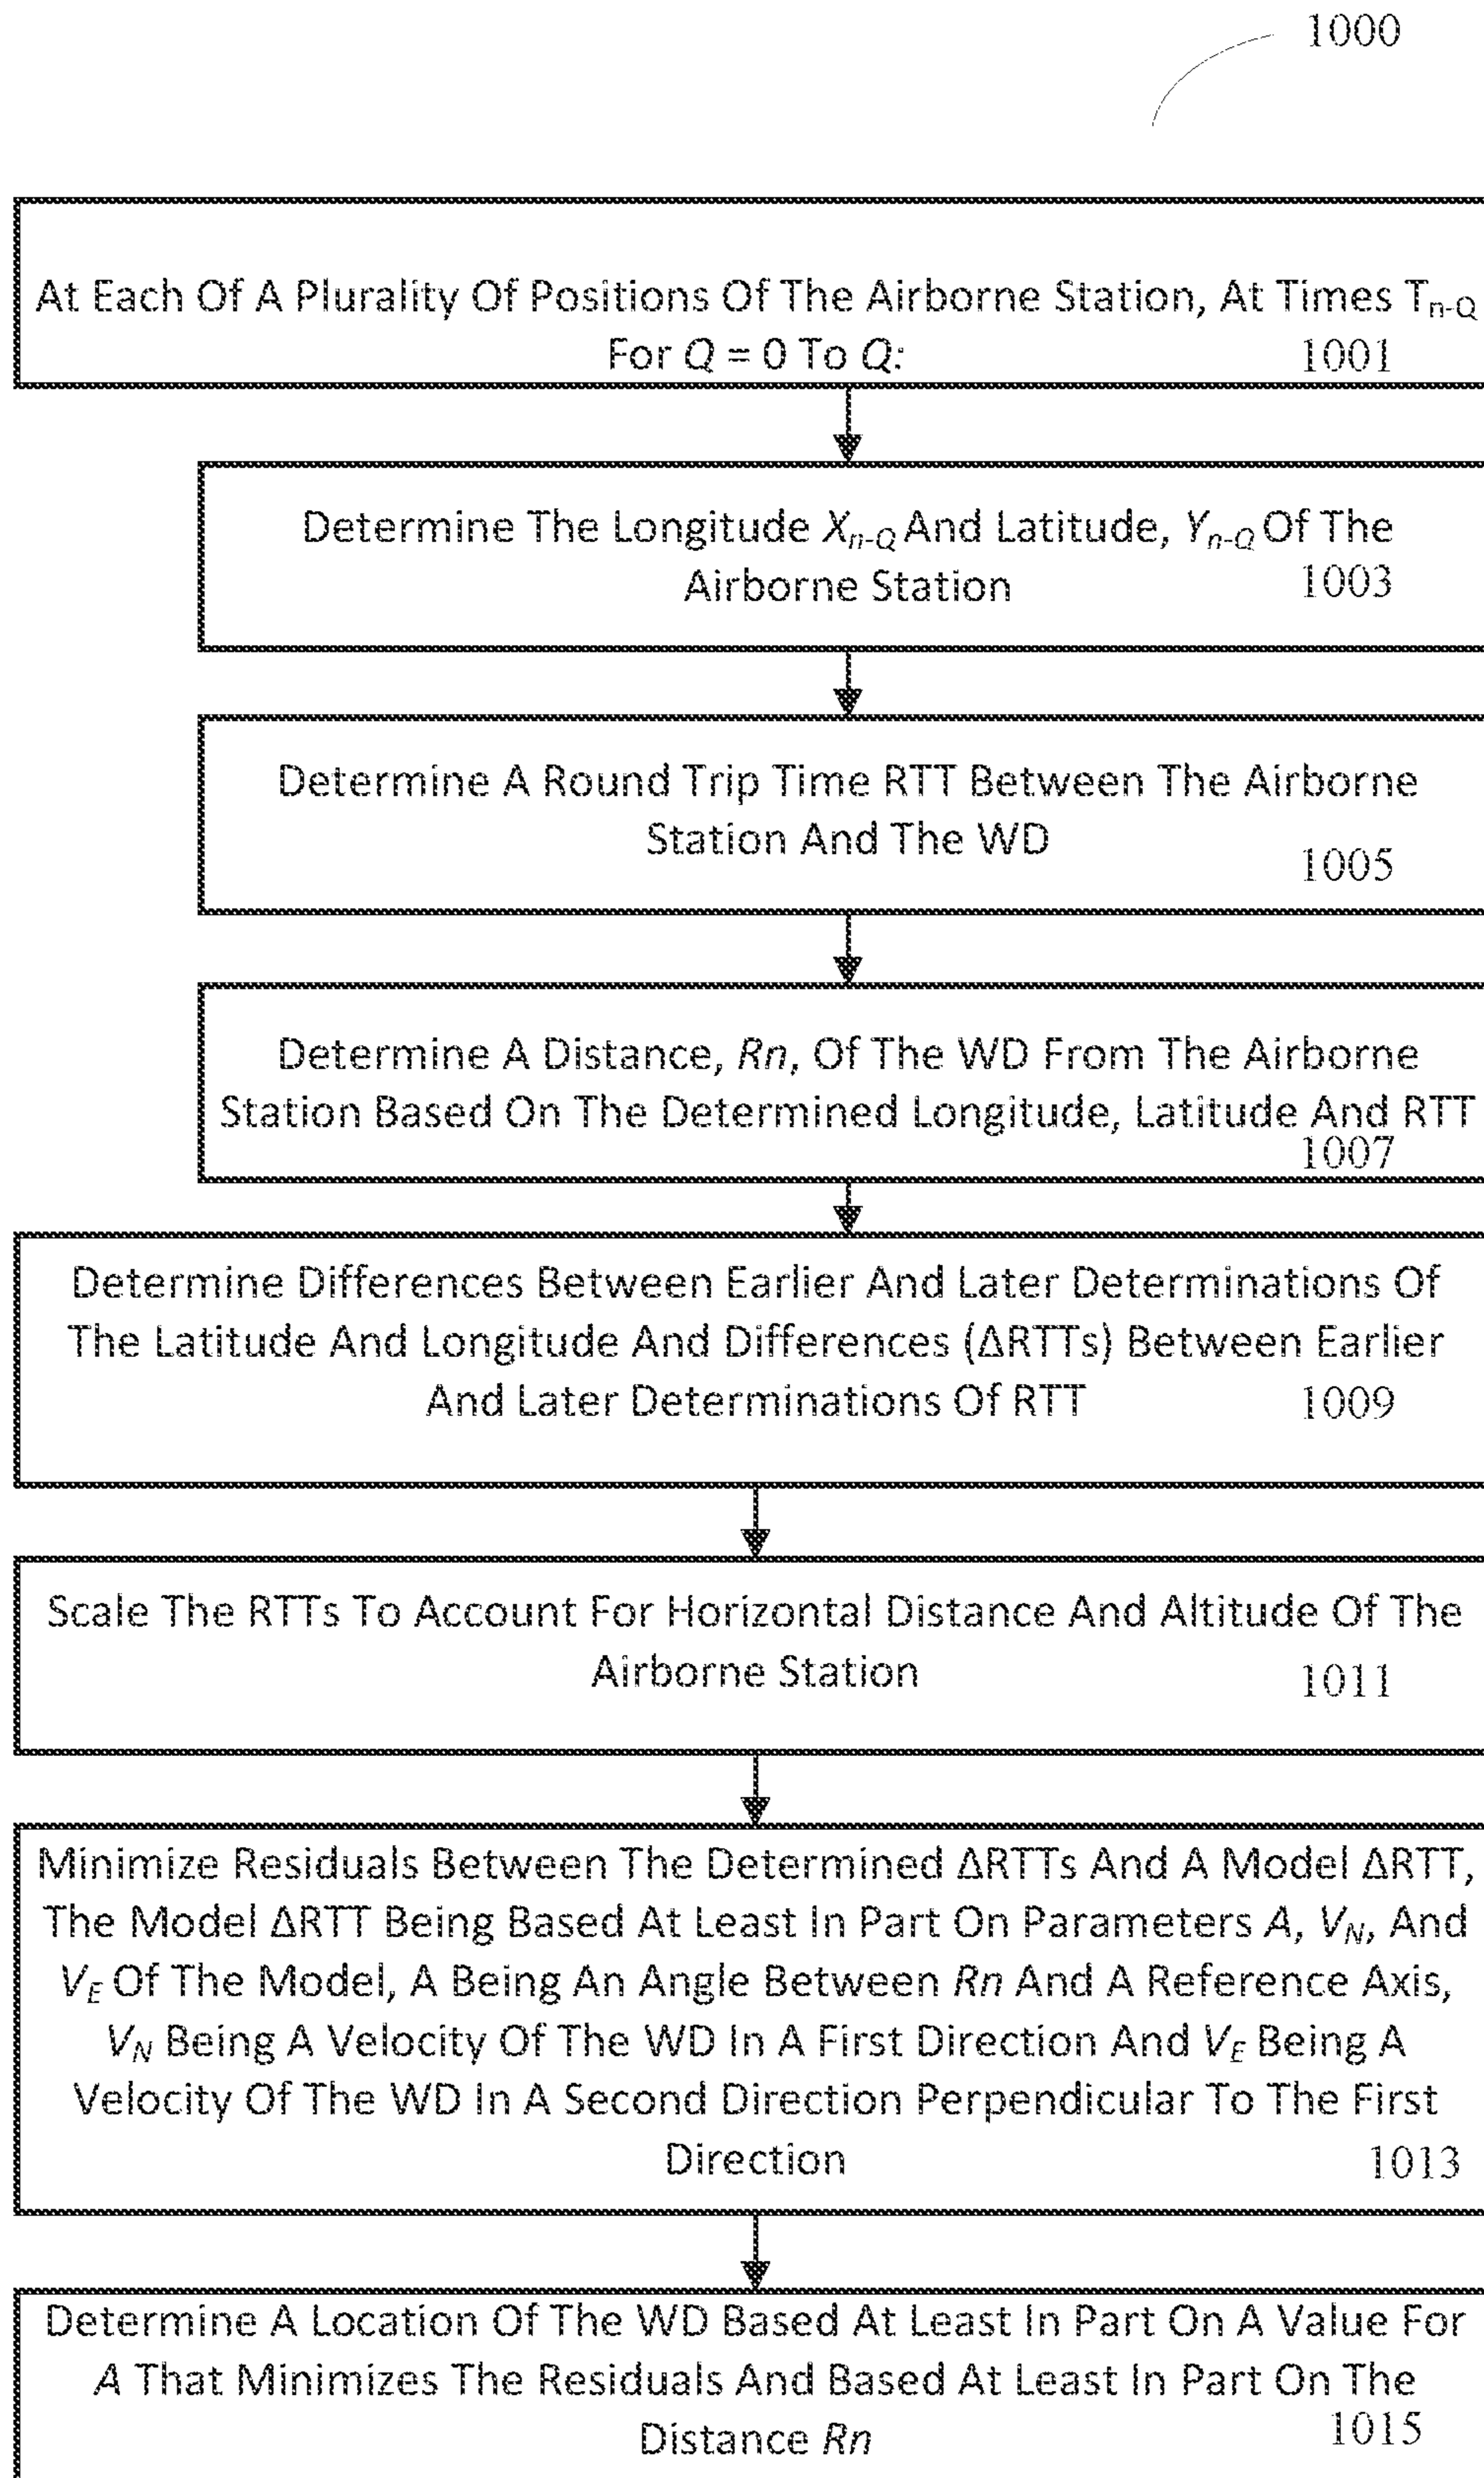 1000
At Each Of A Plurality Of Positions Of The Airborne Station, At Times Tn-Q
For Q = 0 To Q:
1001
Determine The Longitude Xn-Q And Latitude, Yn-Q Of The
Airborne Station
1003
Determine A Round Trip Time RTT Between The Airborne
Station And The WD
1005
Determine A Distance, Rn, Of The WD From The Airborne
Station Based On The Determined Longitude, Latitude And RTT
1007
Determine Differences Between Earlier And Later Determinations Of
The Latitude And Longitude And Differences (ΔRTTs) Between Earlier
And Later Determinations Of RTT
1009
Scale The RTTs To Account For Horizontal Distance And Altitude Of The
Airborne Station
1011
Minimize Residuals Between The Determined ΔRTTs And A Model ΔRTT,
The Model ΔRTT Being Based At Least In Part On Parameters A, VN, And
VE Of The Model, A Being An Angle Between Rn And A Reference Axis,
VN Being A Velocity Of The WD In A First Direction And VE Being A
Velocity Of The WD In A Second Direction Perpendicular To The First
Direction
1013
Determine A Location Of The WD Based At Least In Part On A Value For
A That Minimizes The Residuals And Based At Least In Part On The
Distance Rn
1015